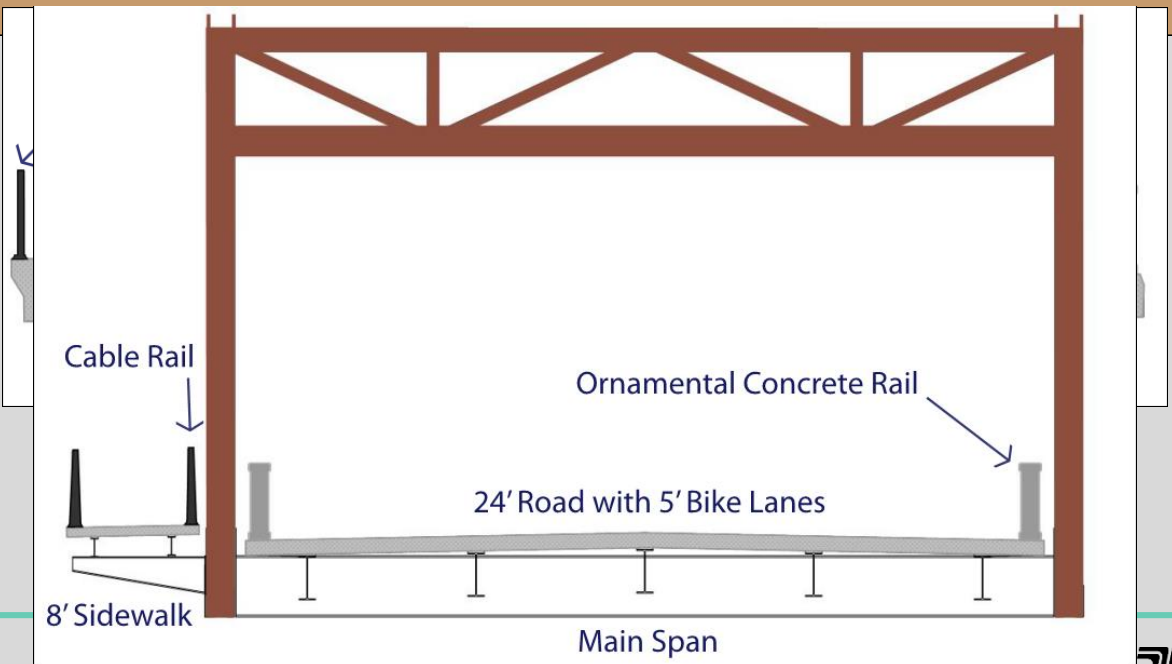 Cable Rail
Ornamental Concrete Rail
24' Road with 5' Bike Lanes
8' Sidewalk
Main Span